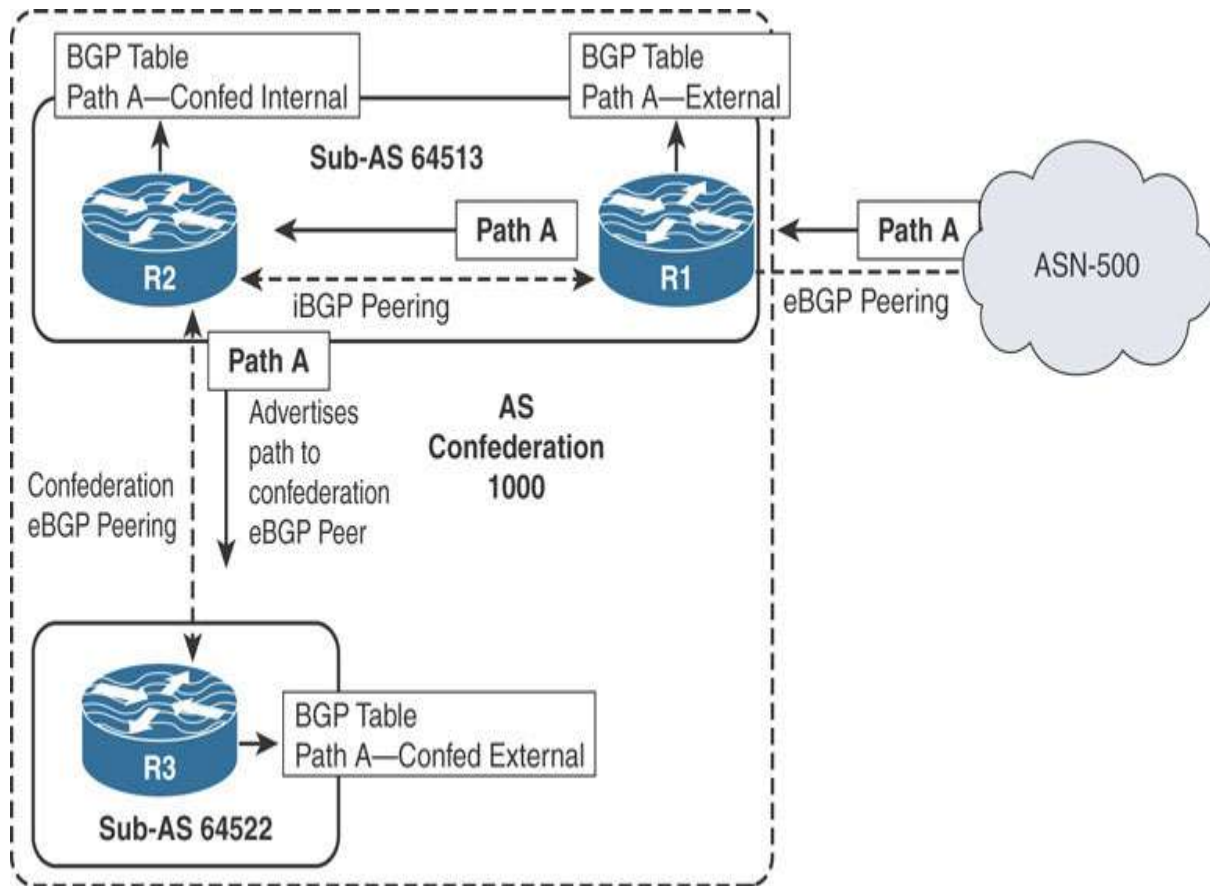 BGP Table
Path A—Confed Internal
BGP Table
Path A—External
Sub-AS 64513
Path A
Path A
R2
R1
ASN-500
iBGP Peering
eBGP Peering
Path A
Advertises
path to
confederation
eBGP Peer
AS
Confederation
1000
Confederation
eBGP Peering
R3
BGP Table
Path A—Confed External
Sub-AS 64522